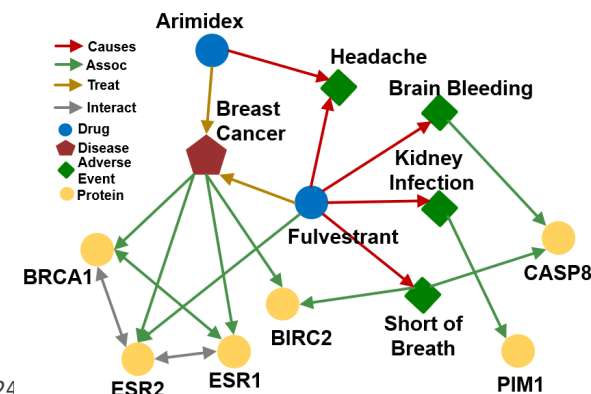 Arimidex
Causes
Assoc
Treat
Interact
Drug
Disease
Adverse
Event
Protein
Headache
Brain Bleeding
Breast
Cancer
Kidney
Infection
Fulvestrant
BRCA1
CASP8
BIRC2
Short of
Breath
ESR2
ESR1
PIM1